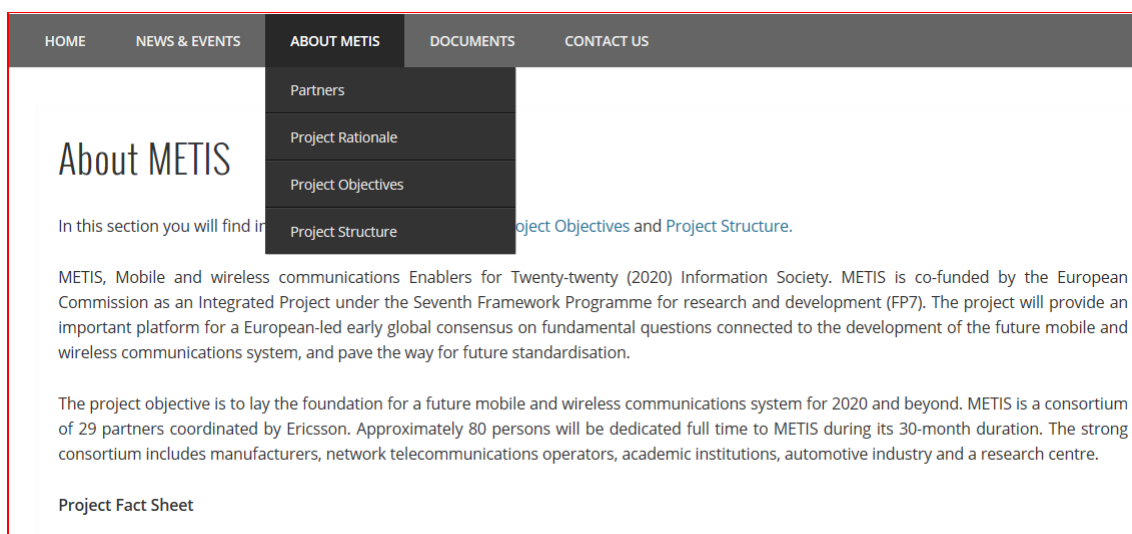 HOME NEWS & EVENTS ABOUT METIS DOCUMENTS CONTACT US
Partners
Project Rationale
Project Objectives
Project Structure
About METIS
In this section you will find oject Objectives and Project Structure.
METIS, Mobile and wireless communications Enablers for Twenty-twenty (2020) Information Society. METIS is co-funded by the European
Commission as an Integrated Project under the Seventh Framework Programme for research and development (FP7). The project will provide an
important platform for a European-led early global consensus on fundamental questions connected to the development of the future mobile and
wireless communications system, and pave the way for future standardisation.
The project objective is to lay the foundation for a future mobile and wireless communications system for 2020 and beyond. METIS is a consortium
of 29 partners coordinated by Ericsson. Approximately 80 persons will be dedicated full time to METIS during its 30-month duration. The strong
consortium includes manufacturers, network telecommunications operators, academic institutions, automotive industry and a research centre.
Project Fact Sheet